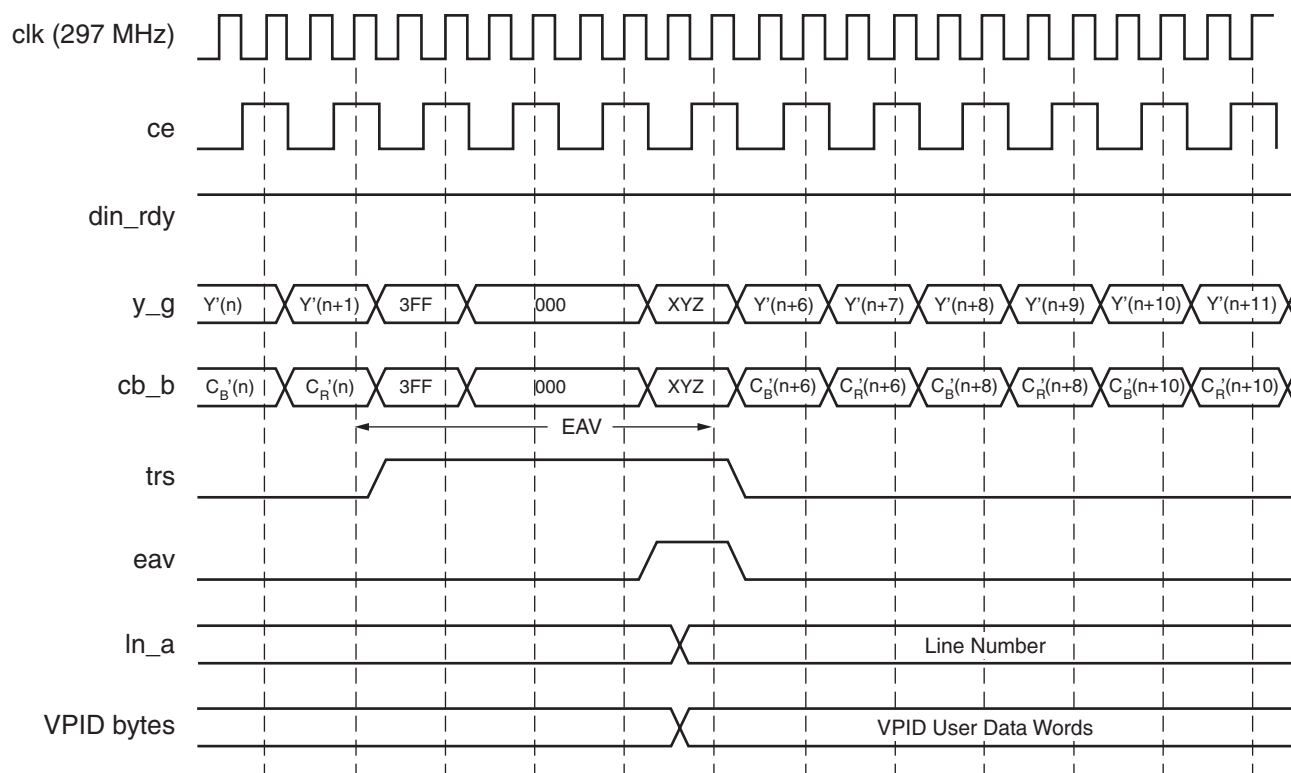 clk (297 MHz)
ce
din_rdy
y_g Y'(n) Y'(n+1) 3FF 000 XYZ Y'(n+6) Y'(n+7) Y'(n+8) Y'(n+9) Y'(n+10) Y'(n+11)
cb_b C_B'(n) C_R'(n) 3FF 000 XYZ C_B'(n+6) C_R'(n+6) C_B'(n+8) C_R'(n+8) C_B'(n+10) C_R'(n+10)
EAV
trs
eav
ln_a Line Number
VPID bytes VPID User Data Words